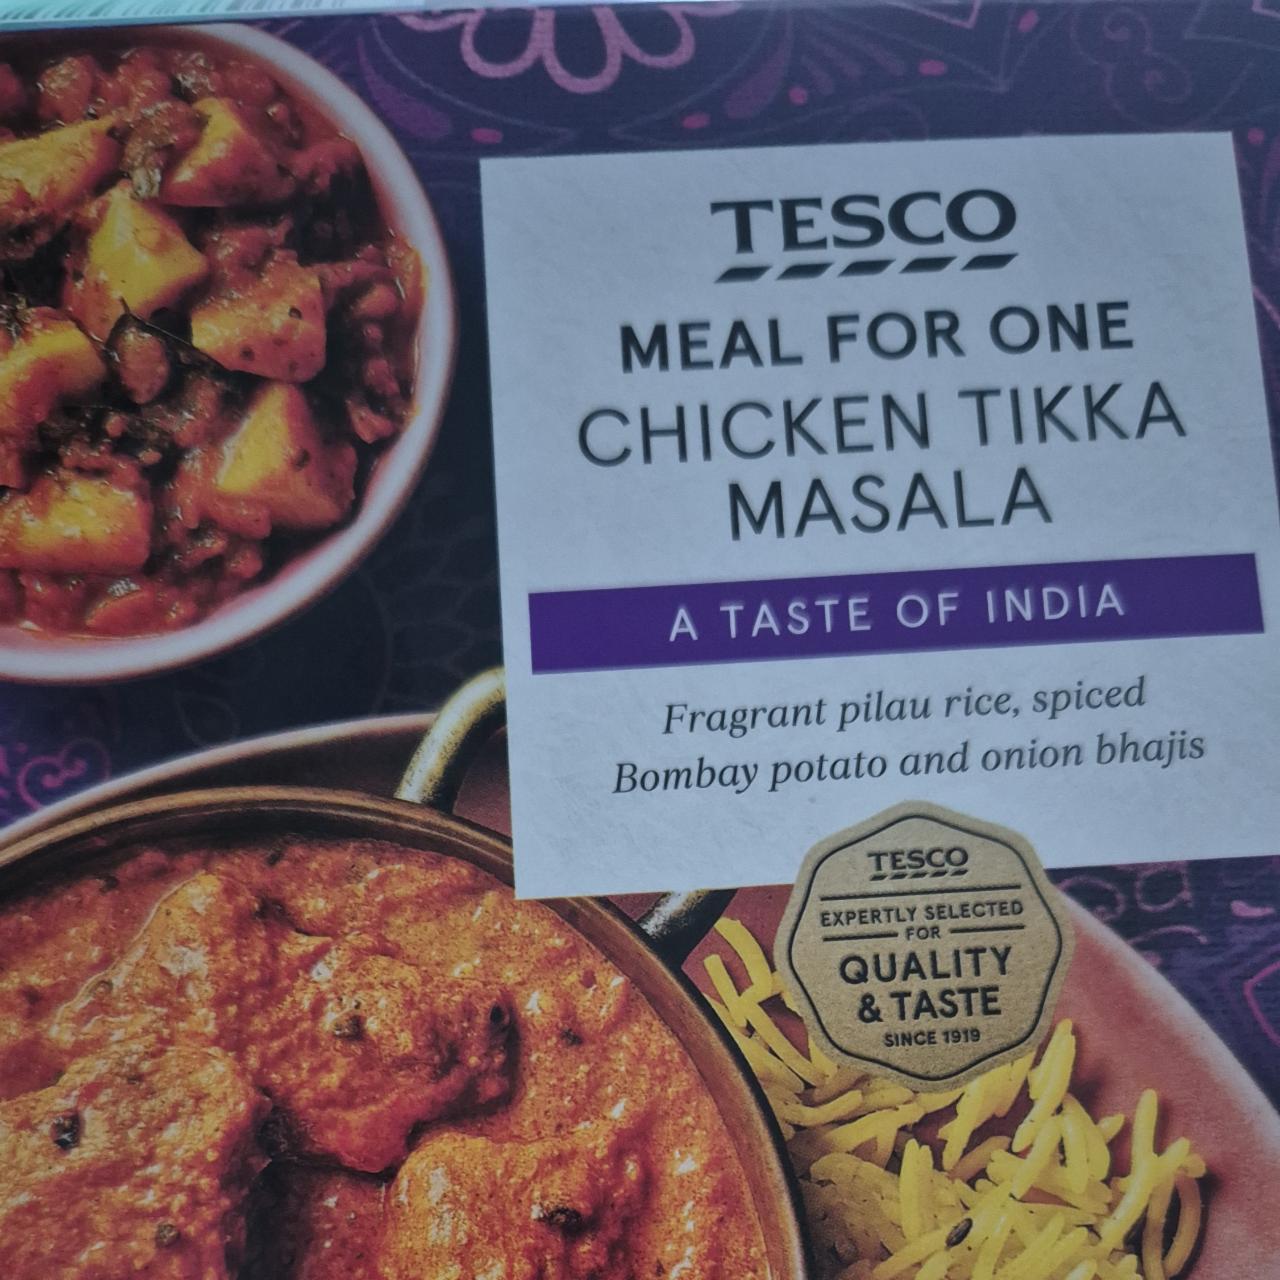 TESCO
MEAL FOR ONE
CHICKEN TIKKA
MASALA
A TASTE OF INDIA
Fragrant pilau rice, spiced
Bombay potato and onion bhajis
TESCO
EXPERTLY SELECTED
FOR
QUALITY
& TASTE
SINCE 1919